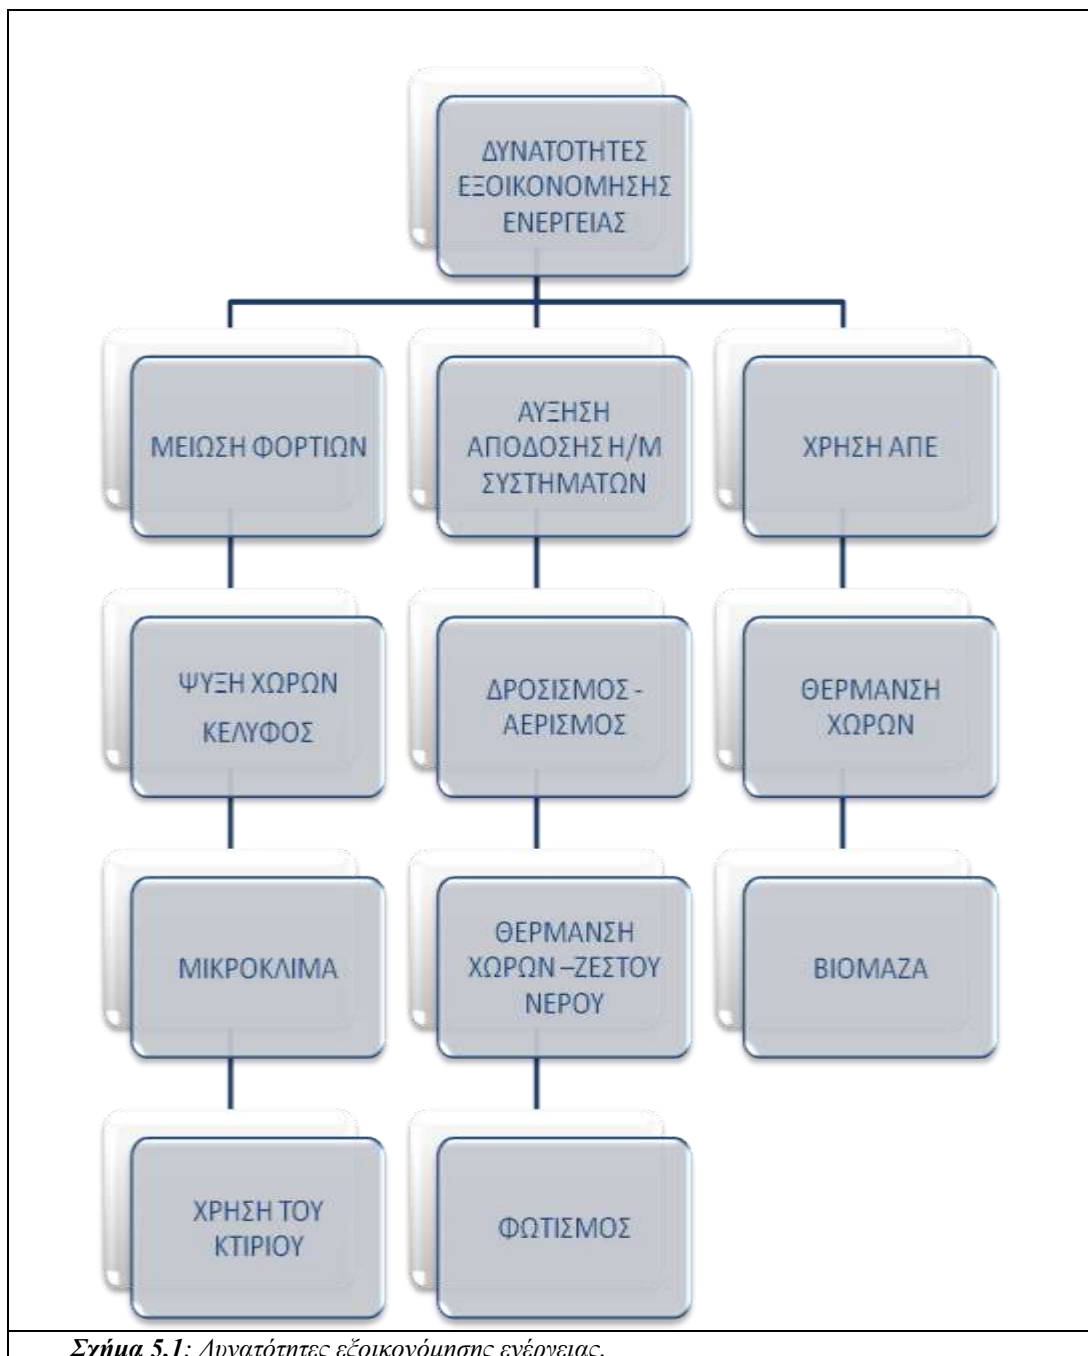 ΔΥΝΑΤΟΤΗΤΕΣ
ΕΞΟΙΚΟΝΟΜΗΣΗΣ
ΕΝΕΡΓΕΙΑΣ
ΜΕΙΩΣΗ ΦΟΡΤΙΩΝ
ΑΥΞΗΣΗ
ΑΠΟΔΟΣΗΣ Η/Μ
ΣΥΣΤΗΜΑΤΩΝ
ΧΡΗΣΗ ΑΠΕ
ΨΥΞΗ ΧΩΡΩΝ
ΚΕΛΥΦΟΣ
ΔΡΟΣΙΣΜΟΣ -
ΑΕΡΙΣΜΟΣ
ΘΕΡΜΑΝΣΗ
ΧΩΡΩΝ
ΜΙΚΡΟΚΛΙΜΑ
ΘΕΡΜΑΝΣΗ
ΧΩΡΩΝ –ΖΕΣΤΟΥ
ΝΕΡΟΥ
ΒΙΟΜΑΖΑ
ΧΡΗΣΗ ΤΟΥ
ΚΤΙΡΙΟΥ
ΦΩΤΙΣΜΟΣ
Σχήμα 5.1: Δυνατότητες εξοικονόμησης ενέργειας.